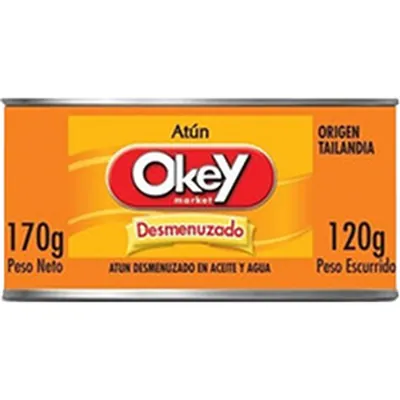 Atún
Okey
market
Desmenuzado
ORIGEN
TAILANDIA
170g
Peso Neto
120g
Peso Escurrido
ATUN DESMENUZADO EN ACEITE Y AGUA